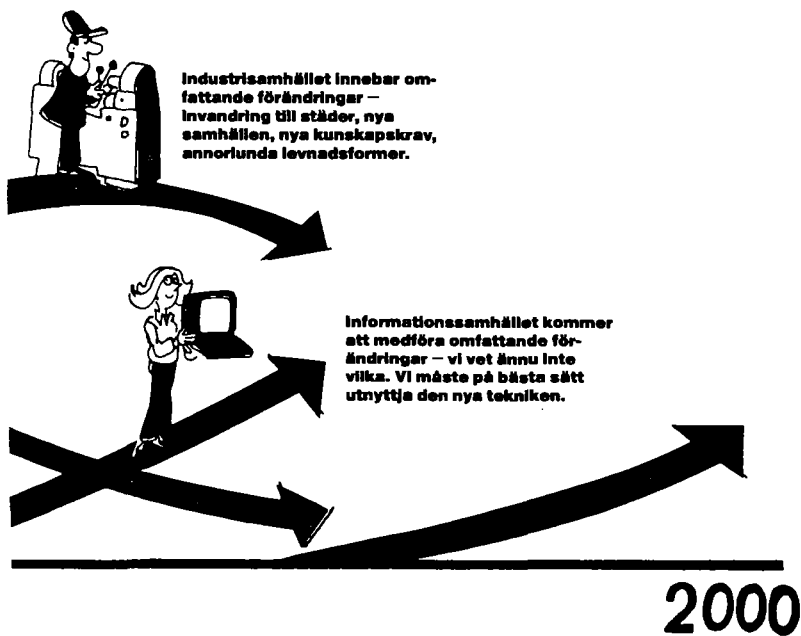 Industrisamhället innebar om-
fattande förändringar —
invandring till städer, nya
samhällen, nya kunskapskrav,
annorlunda levnadsformer.
Informationssamhället kommer
att medföra omfattande för-
ändringar — vi vet ännu inte
vilka. Vi måste på bästa sätt
utnyttja den nya tekniken.
2000